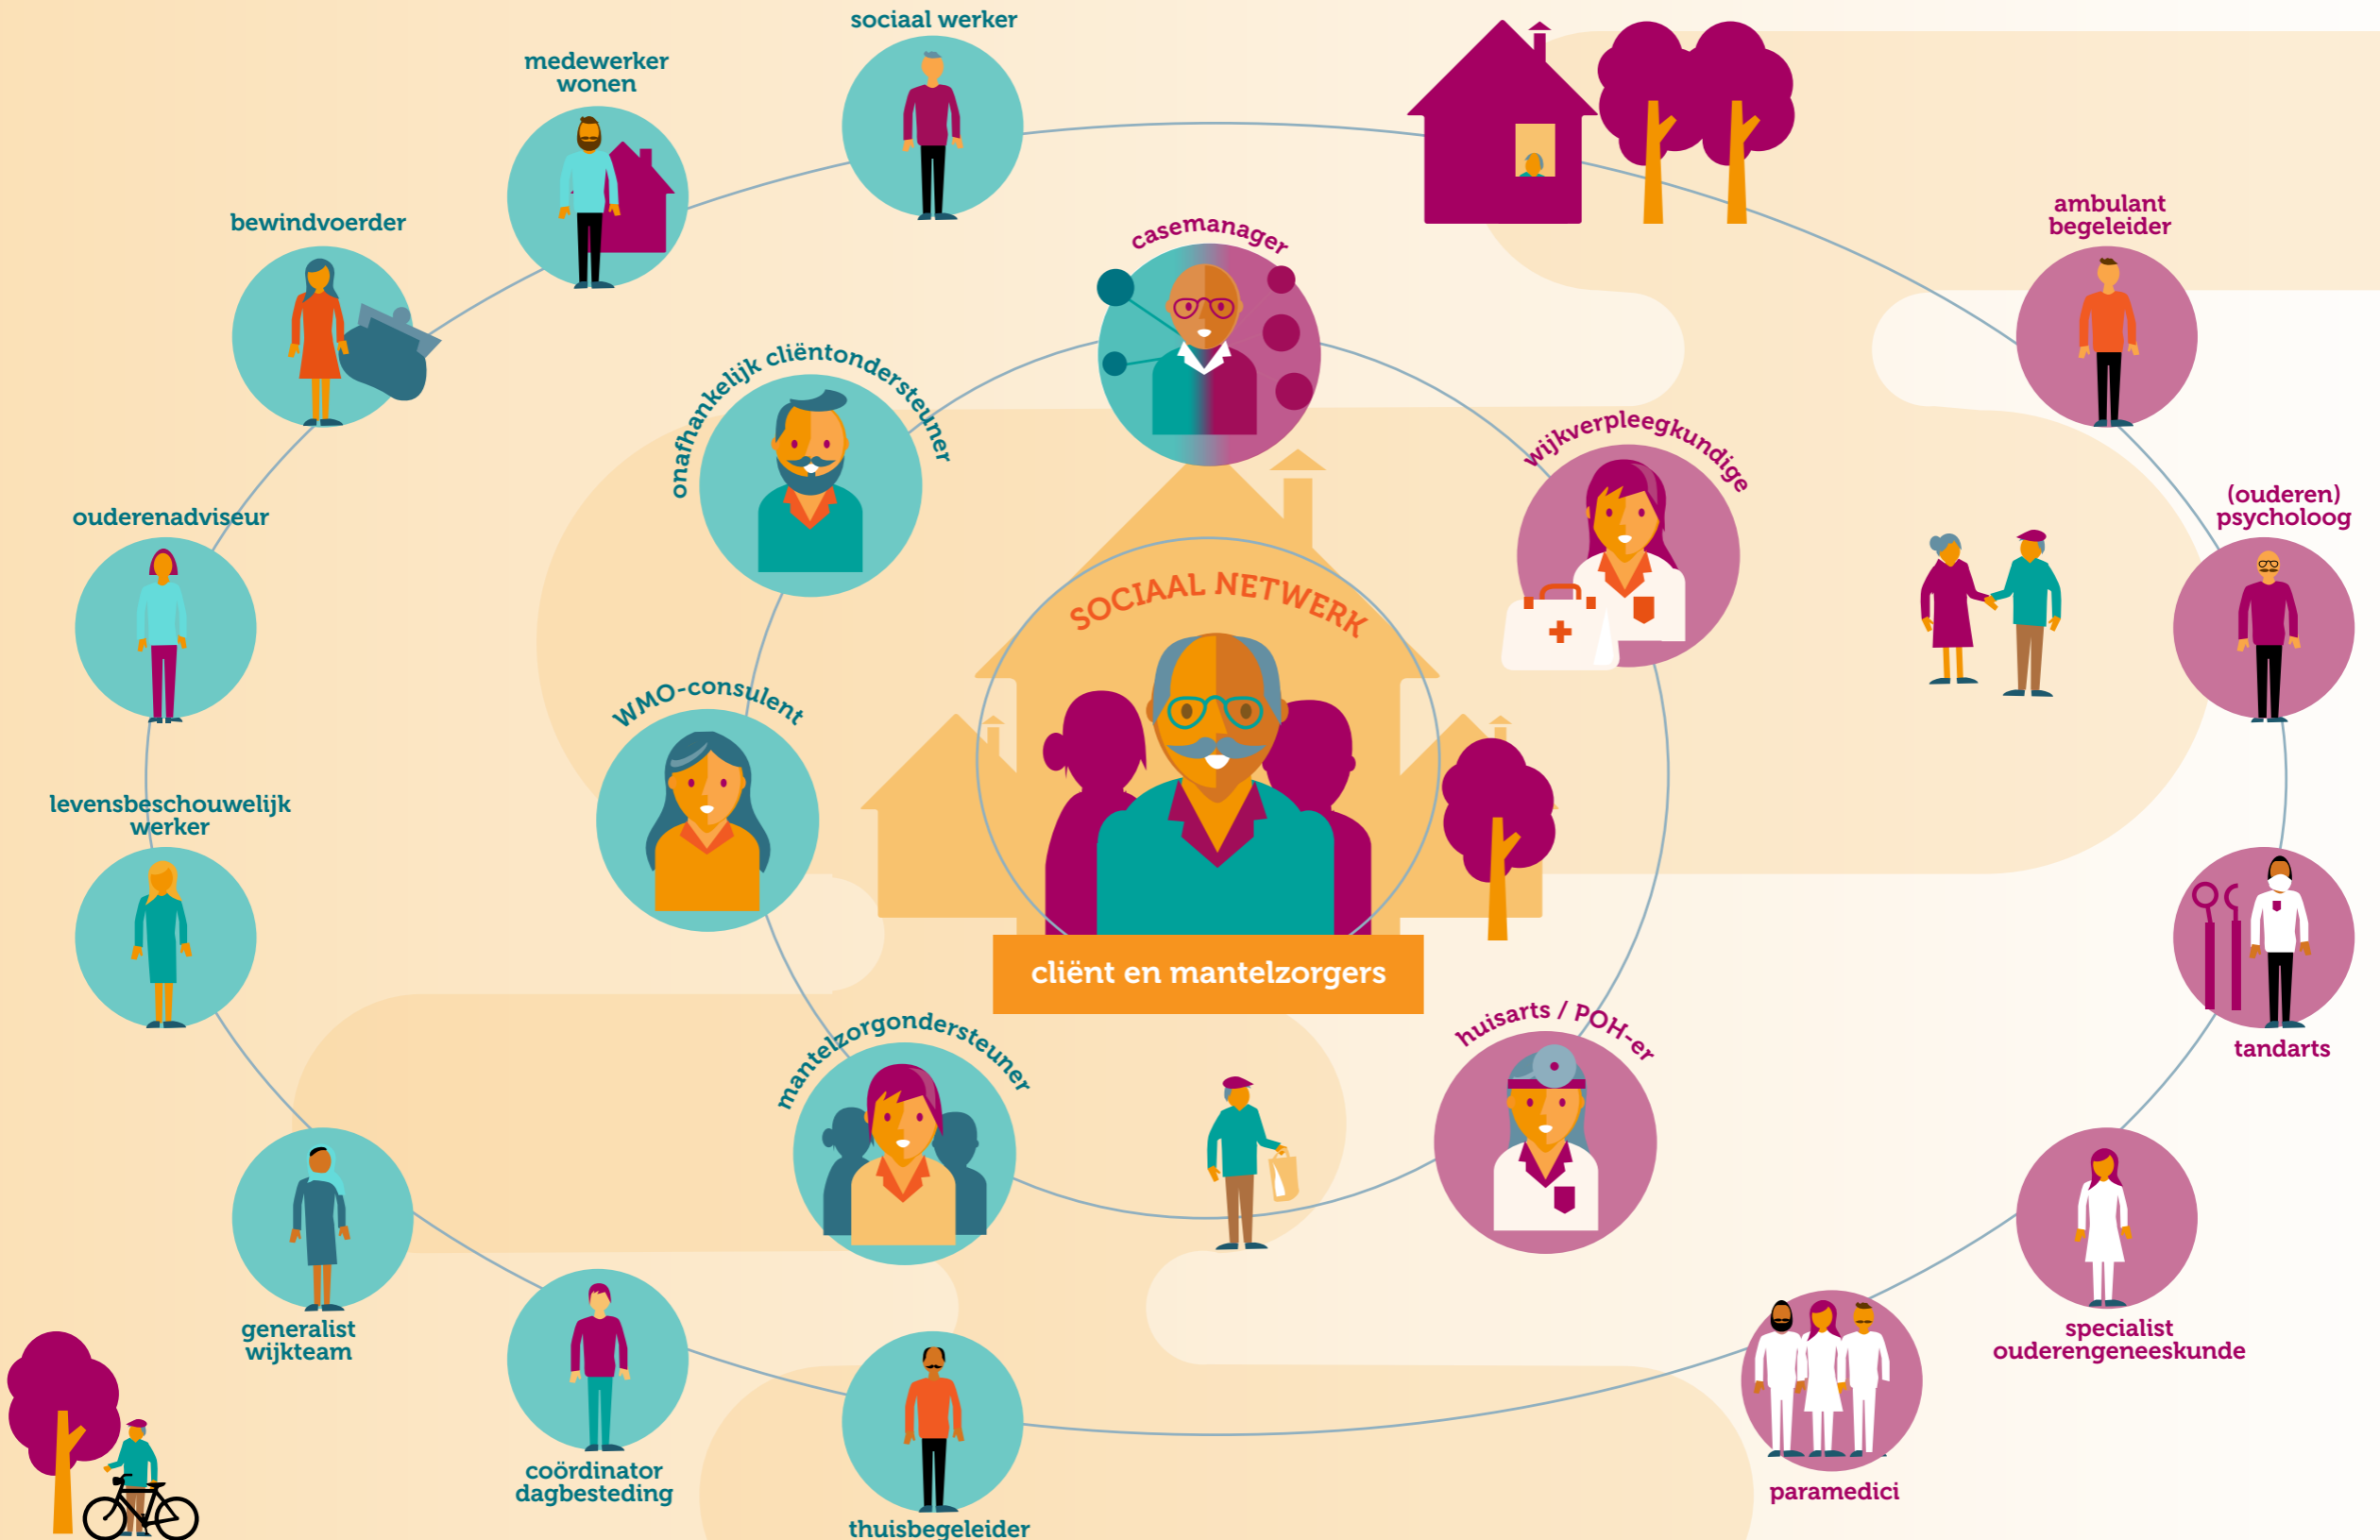 sociaal werker
medewerker
wonen
bewindvoerder
ambulant
begeleider
casemanager
onafhankelijk cliëntondersteuner
wijkverpleegkundige
(ouderen)
psycholoog
ouderenadviseur
SOCIAAL NETWERK
WMO-consulent
levensbeschouwelijk
werker
cliënt en mantelzorgers
mantelzorgondersteuner
huisarts / POH-er
tandarts
generalist
wijkteam
specialist
ouderengeneeskunde
coördinator
dagbesteding
paramedici
thuisbegeleider